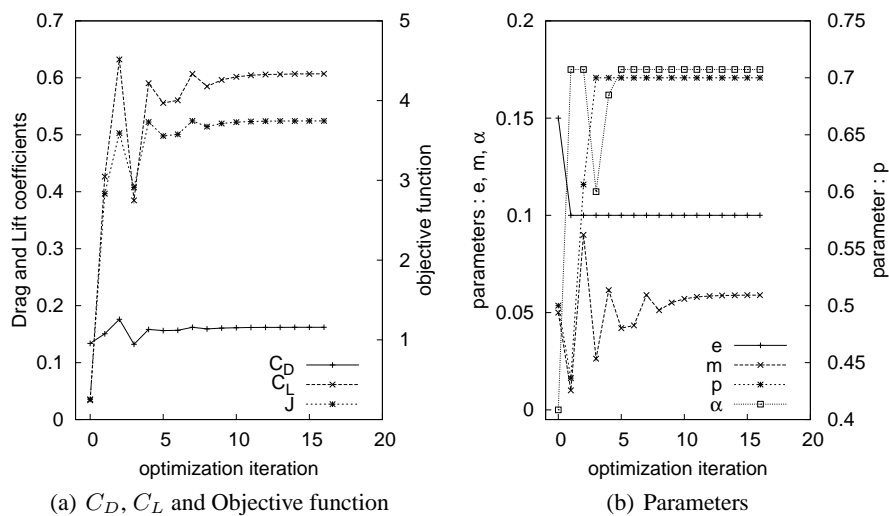 0.7
0.6
0.5
0.4
0.3
0.2
0.1
0
Drag and Lift coefficients
5
4
3
2
1
objective function
C_D
C_L
J
0 5 10 15 20
optimization iteration
(a) C_D, C_L and Objective function
0.2
0.15
0.1
0.05
0
parameters : e, m, α
0.75
0.7
0.65
0.6
0.55
0.5
0.45
0.4
parameter : p
e
m
p
α
0 5 10 15 20
optimization iteration
(b) Parameters